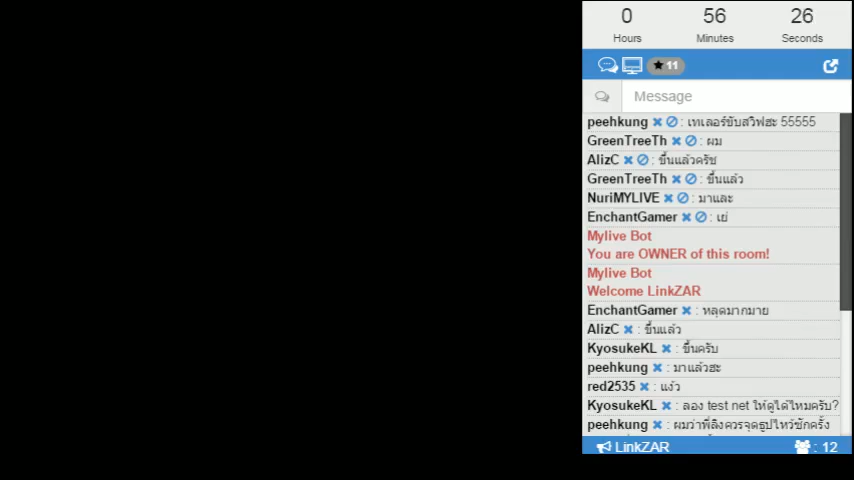 0 56 26
Hours Minutes Seconds
11
Message
peehkung : เทเลอร์ขับสวิฟฮะ 55555
GreenTreeTh : ผม
AlizC : ขึ้นแล้วครัช
GreenTreeTh : ขึ้นแล้ว
NuriMYLIVE : มาและ
EnchantGamer : เย่
Mylive Bot
You are OWNER of this room!
Mylive Bot
Welcome LinkZAR
EnchantGamer : หลุดมากมาย
AlizC : ขึ้นแล้ว
KyosukeKL : ขึ้นครับ
peehkung : มาแล้วฮะ
red2535 : แง้ว
KyosukeKL : ลอง test net ให้ดูได้ไหมครับ?
peehkung : ผมว่าพี่ลิงควรจุดธูปไหว้ซักครั้ง
LinkZAR : 12